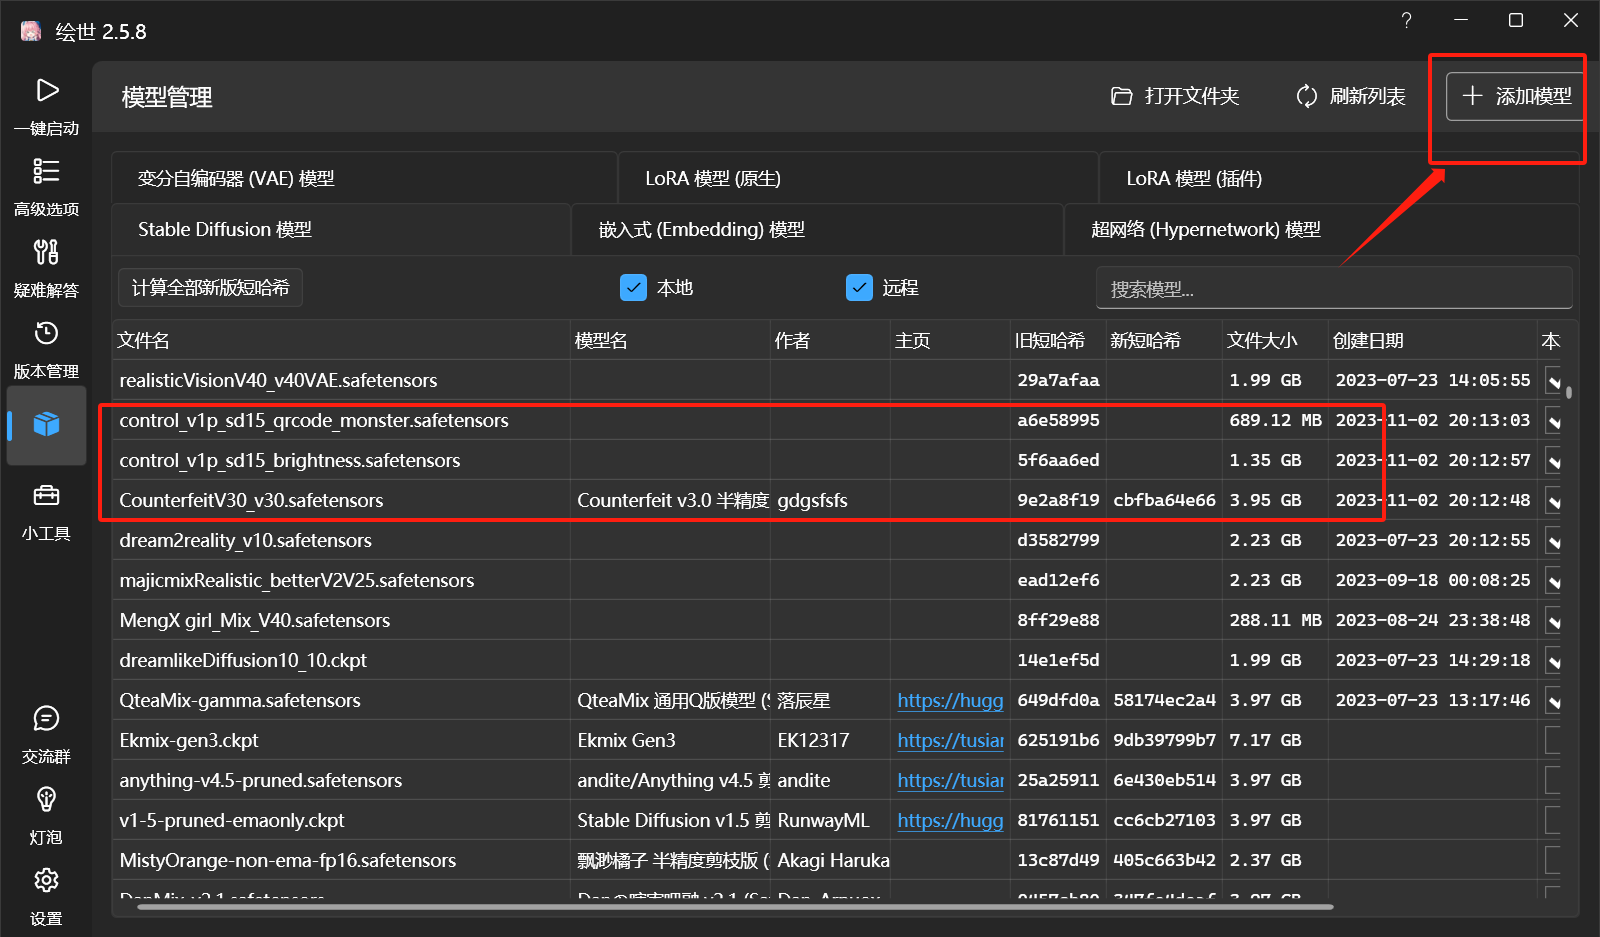 绘世 2.5.8
?
一键启动
高级选项
疑难解答
版本管理
小工具
交流群
灯泡
设置
模型管理
打开文件夹
刷新列表
添加模型
变分自编码器 (VAE) 模型
LoRA 模型 (原生)
LoRA 模型 (插件)
Stable Diffusion 模型
嵌入式 (Embedding) 模型
超网络 (Hypernetwork) 模型
计算全部新版短哈希
本地
远程
搜索模型...
文件名 模型名 作者 主页 旧短哈希 新短哈希 文件大小 创建日期 本
realisticVisionV40_v40VAE.safetensors 29a7afaa 1.99 GB 2023-07-23 14:05:55
control_v1p_sd15_qrcode_monster.safetensors a6e58995 689.12 MB 2023-11-02 20:13:03
control_v1p_sd15_brightness.safetensors 5f6aa6ed 1.35 GB 2023-11-02 20:12:57
CounterfeitV30_v30.safetensors Counterfeit v3.0 半精度 gdgsfsfs 9e2a8f19 cbfba64e66 3.95 GB 2023-11-02 20:12:48
dream2reality_v10.safetensors d3582799 2.23 GB 2023-07-23 20:12:55
majicmixRealistic_betterV2V25.safetensors ead12ef6 2.23 GB 2023-09-18 00:08:25
MengX girl_Mix_V40.safetensors 8ff29e88 288.11 MB 2023-08-24 23:38:48
dreamlikeDiffusion10_10.ckpt 14e1ef5d 1.99 GB 2023-07-23 14:29:18
QteaMix-gamma.safetensors QteaMix 通用Q版模型 (S 落辰星 https://hugg 649dfd0a 58174ec2a4 3.97 GB 2023-07-23 13:17:46
Ekmix-gen3.ckpt Ekmix Gen3 EK12317 https://tusiar 625191b6 9db39799b7 7.17 GB
anything-v4.5-pruned.safetensors andite/Anything v4.5 剪 andite https://tusiar 25a25911 6e430eb514 3.97 GB
v1-5-pruned-emaonly.ckpt Stable Diffusion v1.5 剪 RunwayML https://hugg 81761151 cc6cb27103 3.97 GB
MistyOrange-non-ema-fp16.safetensors 飘渺橘子 半精度剪枝版 ( Akagi Haruka 13c87d49 405c663b42 2.37 GB